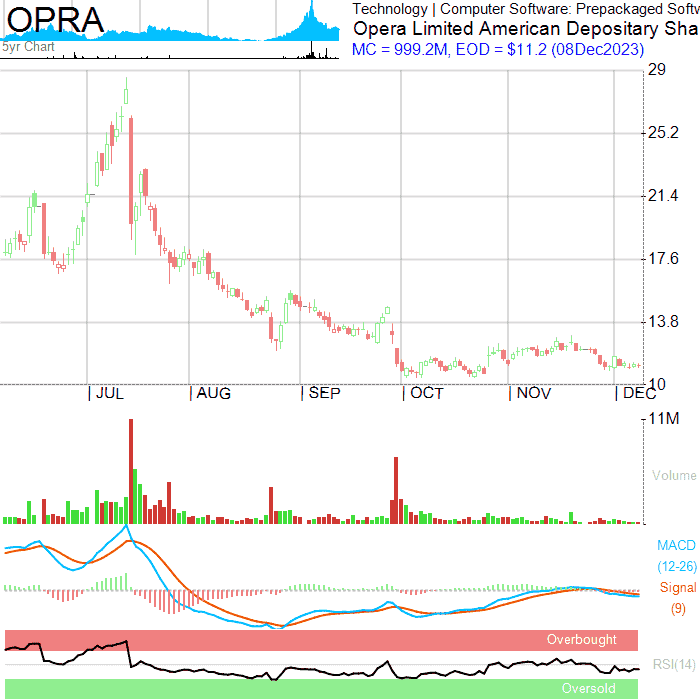 OPRA
5yr Chart
Technology | Computer Software: Prepackaged Softw
Opera Limited American Depositary Sha
MC = 999.2M, EOD = $11.2 (08Dec2023)
29
25.2
21.4
17.6
13.8
10
JUL AUG SEP OCT NOV DEC
11M
Volume
MACD
(12-26)
Signal
(9)
Overbought
RSI(14)
Oversold